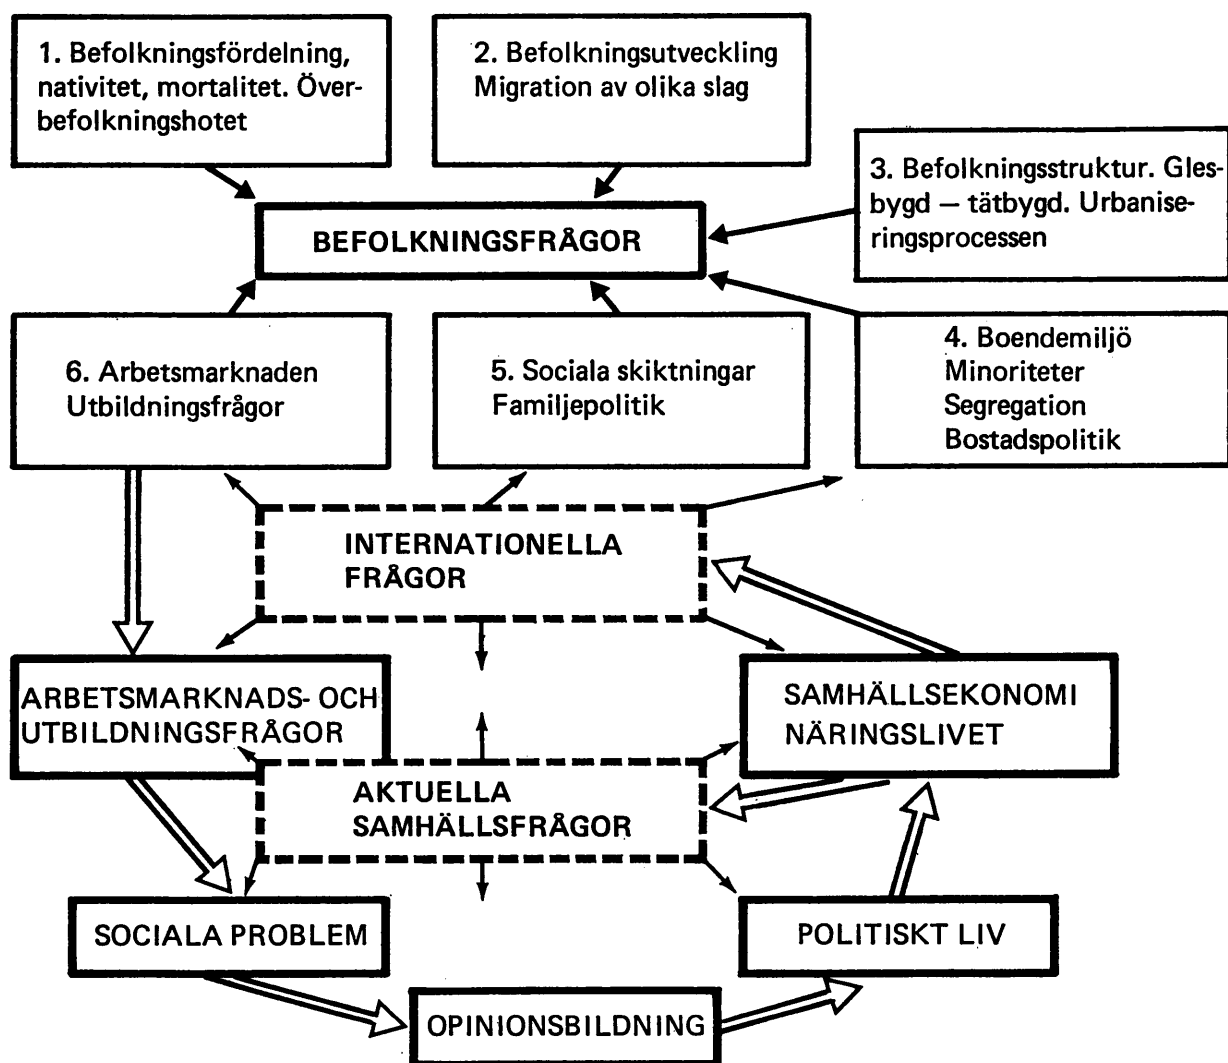 1. Befolkningsfördelning,
nativitet, mortalitet. Över-
befolkningshotet
2. Befolkningsutveckling
Migration av olika slag
3. Befolkningsstruktur. Gles-
bygd — tätbygd. Urbanise-
ringsprocessen
BEFOLKNINGSFRÅGOR
6. Arbetsmarknaden
Utbildningsfrågor
5. Sociala skiktningar
Familjepolitik
4. Boendemiljö
Minoriteter
Segregation
Bostadspolitik
INTERNATIONELLA
FRÅGOR
ARBETSMARKNADS- OCH
UTBILDNINGSFRÅGOR
SAMHÄLLSEKONOMI
NÄRINGSLIVET
AKTUELLA
SAMHÄLLSFRÅGOR
SOCIALA PROBLEM
POLITISKT LIV
OPINIONSBILDNING